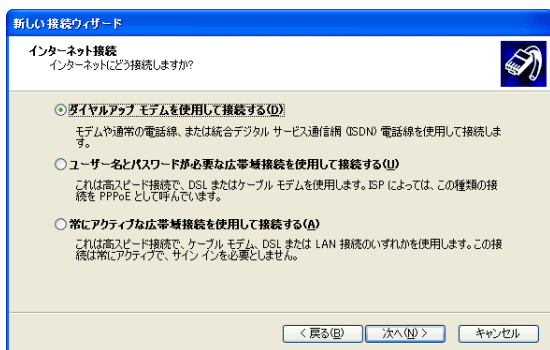 新しい接続ウィザード
インターネット接続
インターネットにどう接続しますか?
ダイヤルアップ モデムを使用して接続する(D)
モデムや通常の電話線、または統合デジタル サービス通信網 (ISDN) 電話線を使用して接続しま
す。
ユーザー名とパスワードが必要な広帯域接続を使用して接続する(U)
これは高スピード接続で、DSL またはケーブル モデムを使用します。ISP によっては、この種類の接
続を PPPoE として呼んでいます。
常にアクティブな広帯域接続を使用して接続する(A)
これは高スピード接続で、ケーブル モデム、DSL または LAN 接続のいずれかを使用します。この接
続は常にアクティブで、サイン インを必要としません。
< 戻る(B) 次へ(N) > キャンセル